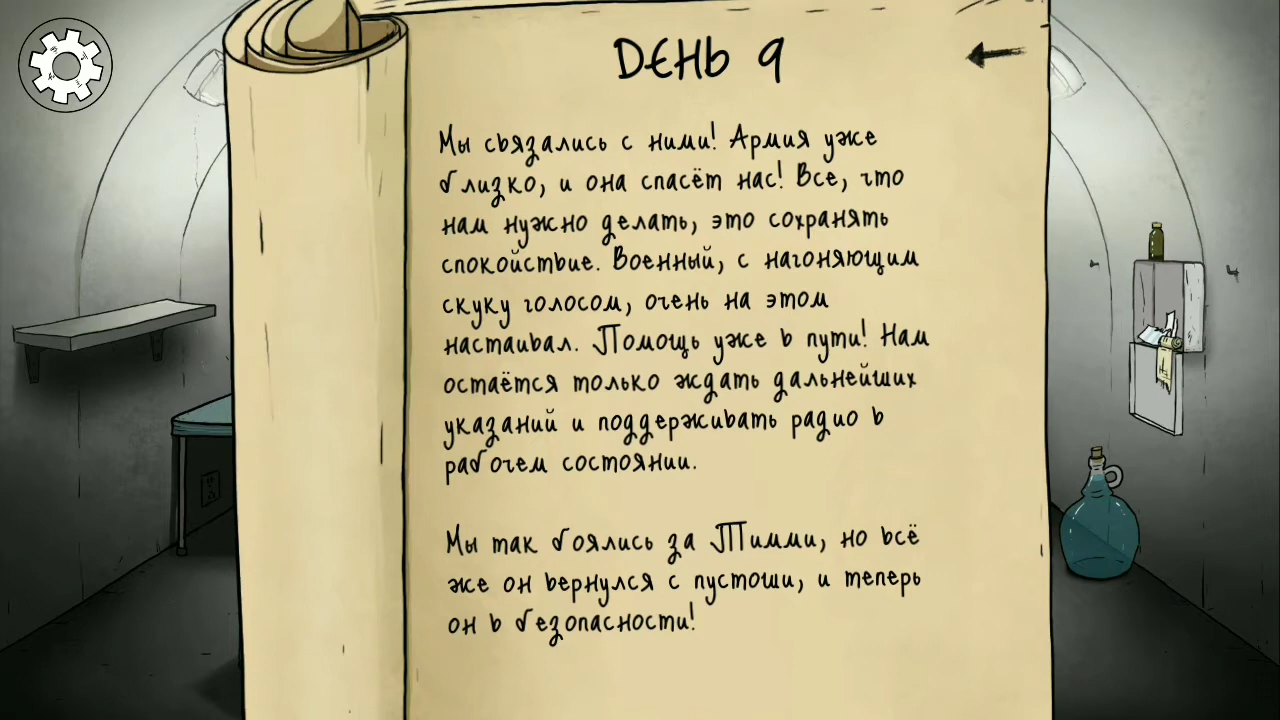 ДЕНЬ 9
Мы связались с ними! Армия уже
близко, и она спасёт нас! Все, что
нам нужно делать, это сохранять
спокойствие. Военный, с нагоняющим
скуку голосом, очень на этом
настаивал. Помощь уже в пути! Нам
остаётся только ждать дальнейших
указаний и поддерживать радио в
рабочем состоянии.
Мы так боялись за Тимми, но всё
же он вернулся с пустоши, и теперь
он в безопасности!